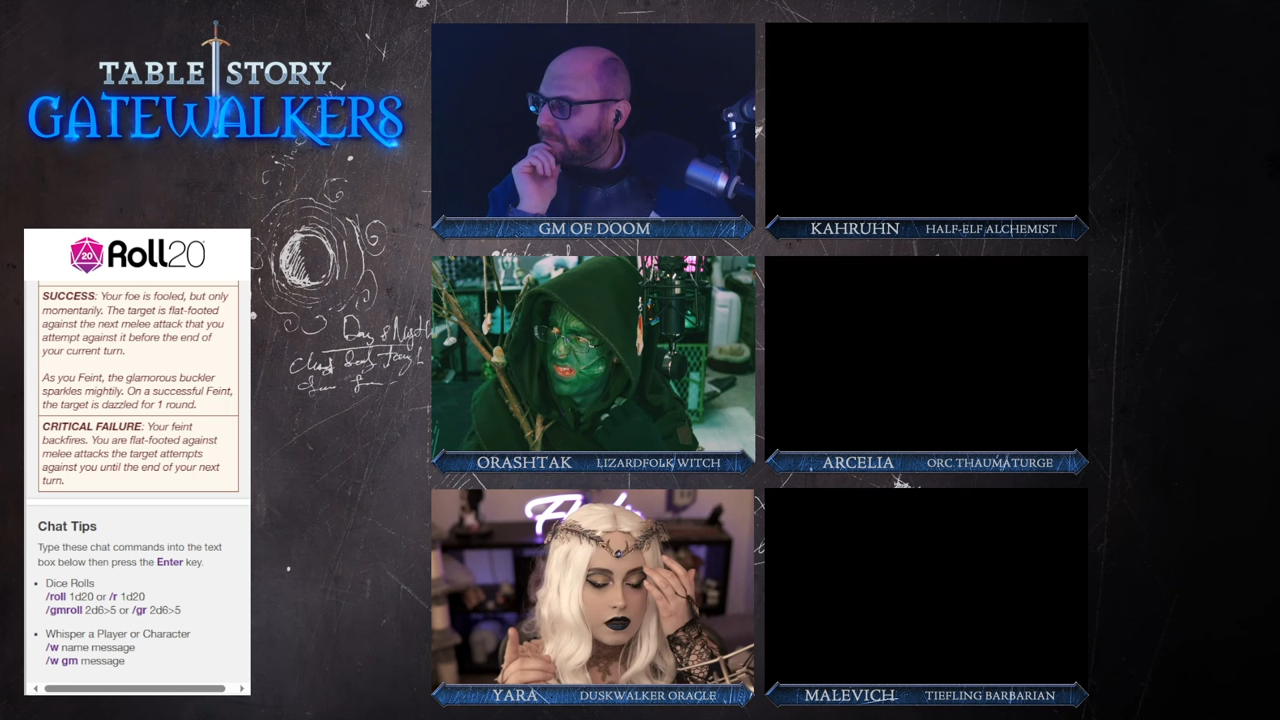 TABLE STORY
GATEWALKERS
Roll20
SUCCESS: Your foe is fooled, but only
momentarily. The target is flat-footed
against the next melee attack that you
attempt against it before the end of
your current turn.
As you Feint, the glamorous buckler
sparkles mightily. On a successful Feint,
the target is dazzled for 1 round.
CRITICAL FAILURE: Your feint
backfires. You are flat-footed against
melee attacks the target attempts
against you until the end of your next
turn.
Chat Tips
Type these chat commands into the text
box below then press the Enter key.
• Dice Rolls
/roll 1d20 or /r 1d20
/gmroll 2d6>5 or /gr 2d6>5
• Whisper a Player or Character
/w name message
/w gm message
GM OF DOOM
KAHRUHN HALF-ELF ALCHEMIST
ORASHTAK LIZARDFOLK WITCH
ARCELIA ORC THAUMATURGE
YARA DUSKWALKER ORACLE
MALEVICH TIEFLING BARBARIAN